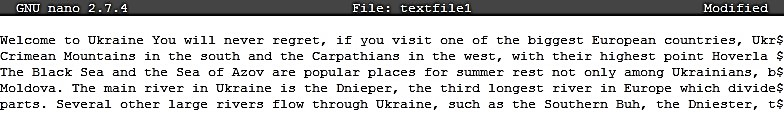 GNU nano 2.7.4 File: textfile1 Modified
Welcome to Ukraine You will never regret, if you visit one of the biggest European countries, Ukr$
Crimean Mountains in the south and the Carpathians in the west, with their highest point Hoverla $
The Black Sea and the Sea of Azov are popular places for summer rest not only among Ukrainians, b$
Moldova. The main river in Ukraine is the Dnieper, the third longest river in Europe which divide$
parts. Several other large rivers flow through Ukraine, such as the Southern Buh, the Dniester, t$